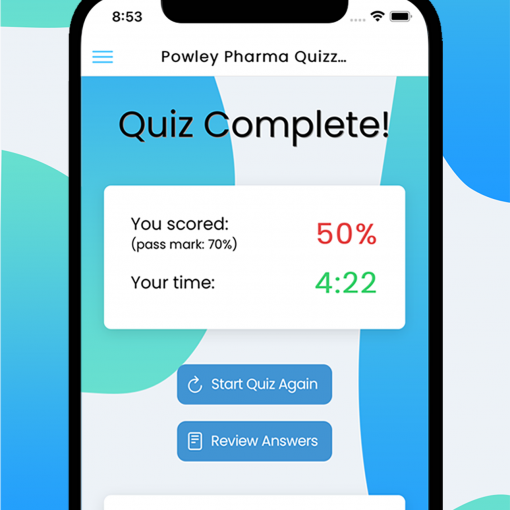 8:53
Powley Pharma Quizz…
Quiz Complete!
You scored:
(pass mark: 70%)
50%
Your time:
4:22
Start Quiz Again
Review Answers